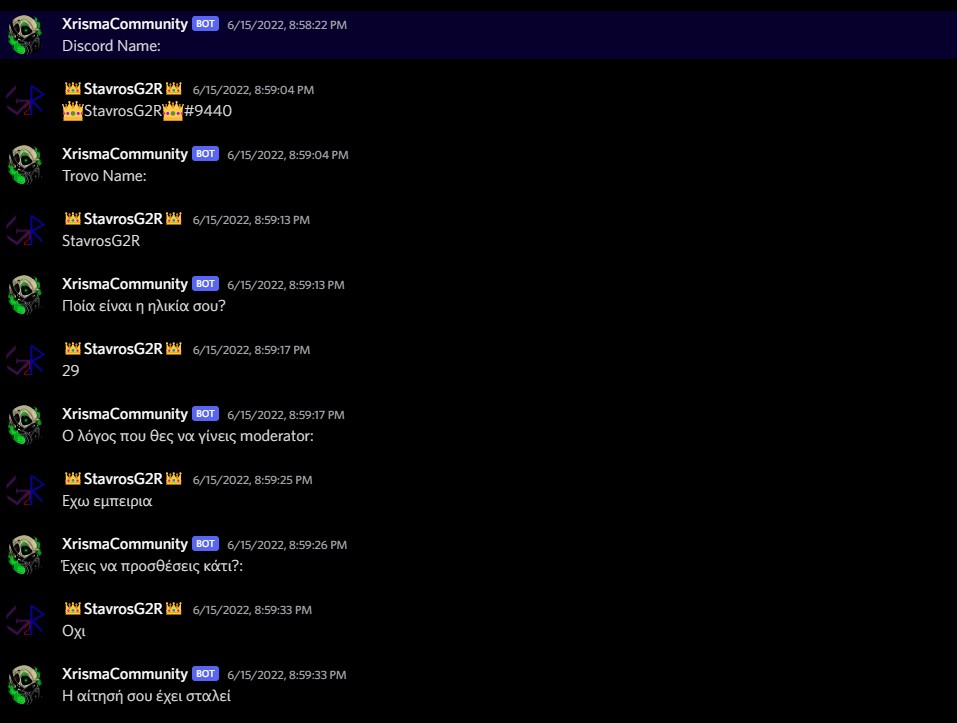 XrismaCommunity BOT 6/15/2022, 8:58:22 PM
Discord Name:
👑 StavrosG2R 👑 6/15/2022, 8:59:04 PM
👑StavrosG2R👑#9440
XrismaCommunity BOT 6/15/2022, 8:59:04 PM
Trovo Name:
👑 StavrosG2R 👑 6/15/2022, 8:59:13 PM
StavrosG2R
XrismaCommunity BOT 6/15/2022, 8:59:13 PM
Ποία είναι η ηλικία σου?
👑 StavrosG2R 👑 6/15/2022, 8:59:17 PM
29
XrismaCommunity BOT 6/15/2022, 8:59:17 PM
Ο λόγος που θες να γίνεις moderator:
👑 StavrosG2R 👑 6/15/2022, 8:59:25 PM
Εχω εμπειρια
XrismaCommunity BOT 6/15/2022, 8:59:26 PM
Έχεις να προσθέσεις κάτι?:
👑 StavrosG2R 👑 6/15/2022, 8:59:33 PM
Οχι
XrismaCommunity BOT 6/15/2022, 8:59:33 PM
Η αίτησή σου έχει σταλεί